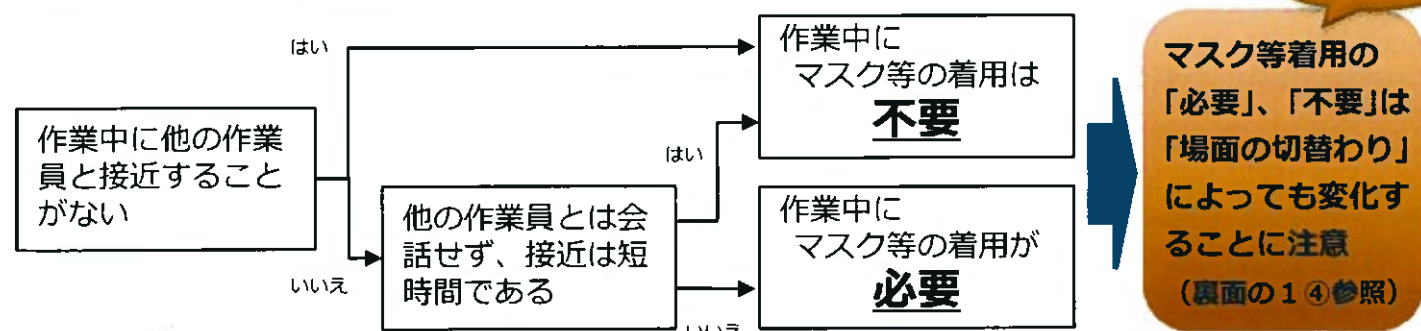 はい
作業中に他の作業
員と接近すること
がない
いいえ
他の作業員とは会
話せず、接近は短
時間である
はい
いいえ
作業中に
マスク等の着用は
不要
作業中に
マスク等の着用が
必要
マスク等着用の
「必要」、「不要」は
「場面の切替わり」
によっても変化す
ることに注意
（裏面の１④参照）